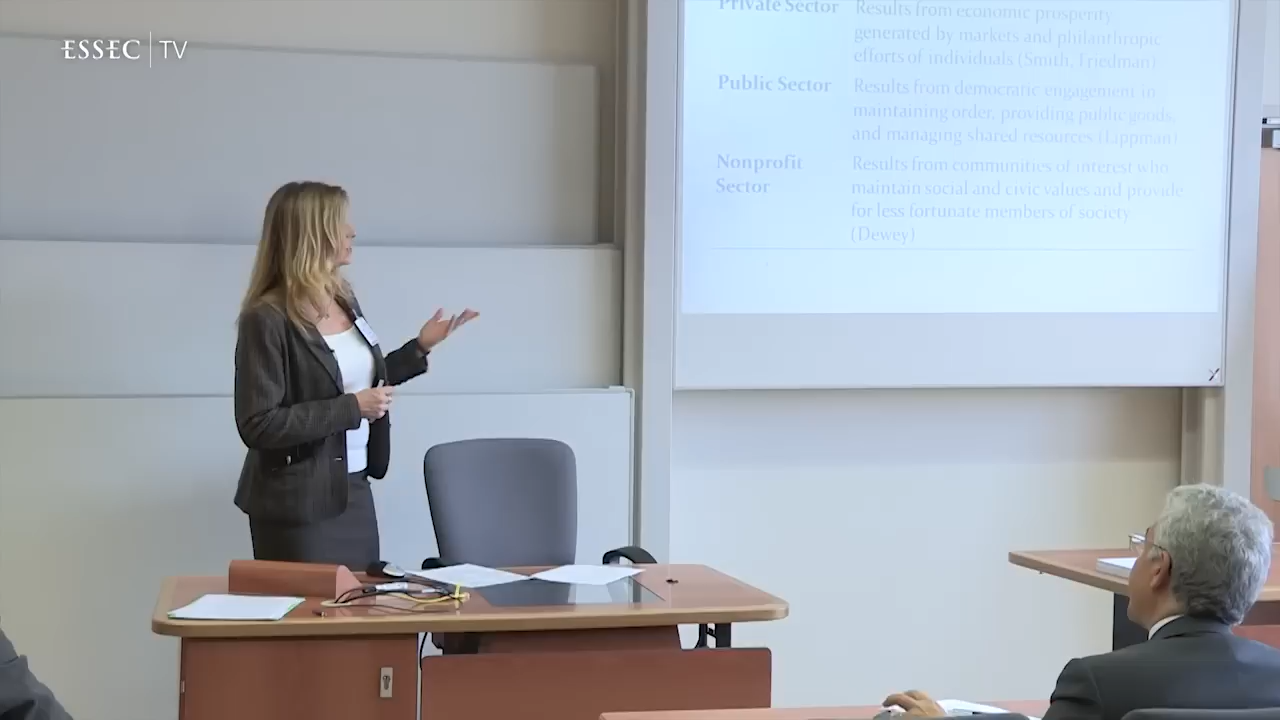 ESSEC TV
Private Sector
Results from economic prosperity
generated by markets and philanthropic
efforts of individuals (Smith, Friedman)
Public Sector
Results from democratic engagement in
maintaining order, providing public goods,
and managing shared resources (Lippman)
Nonprofit
Sector
Results from communities of interest who
maintain social and civic values and provide
for less fortunate members of society
(Dewey)